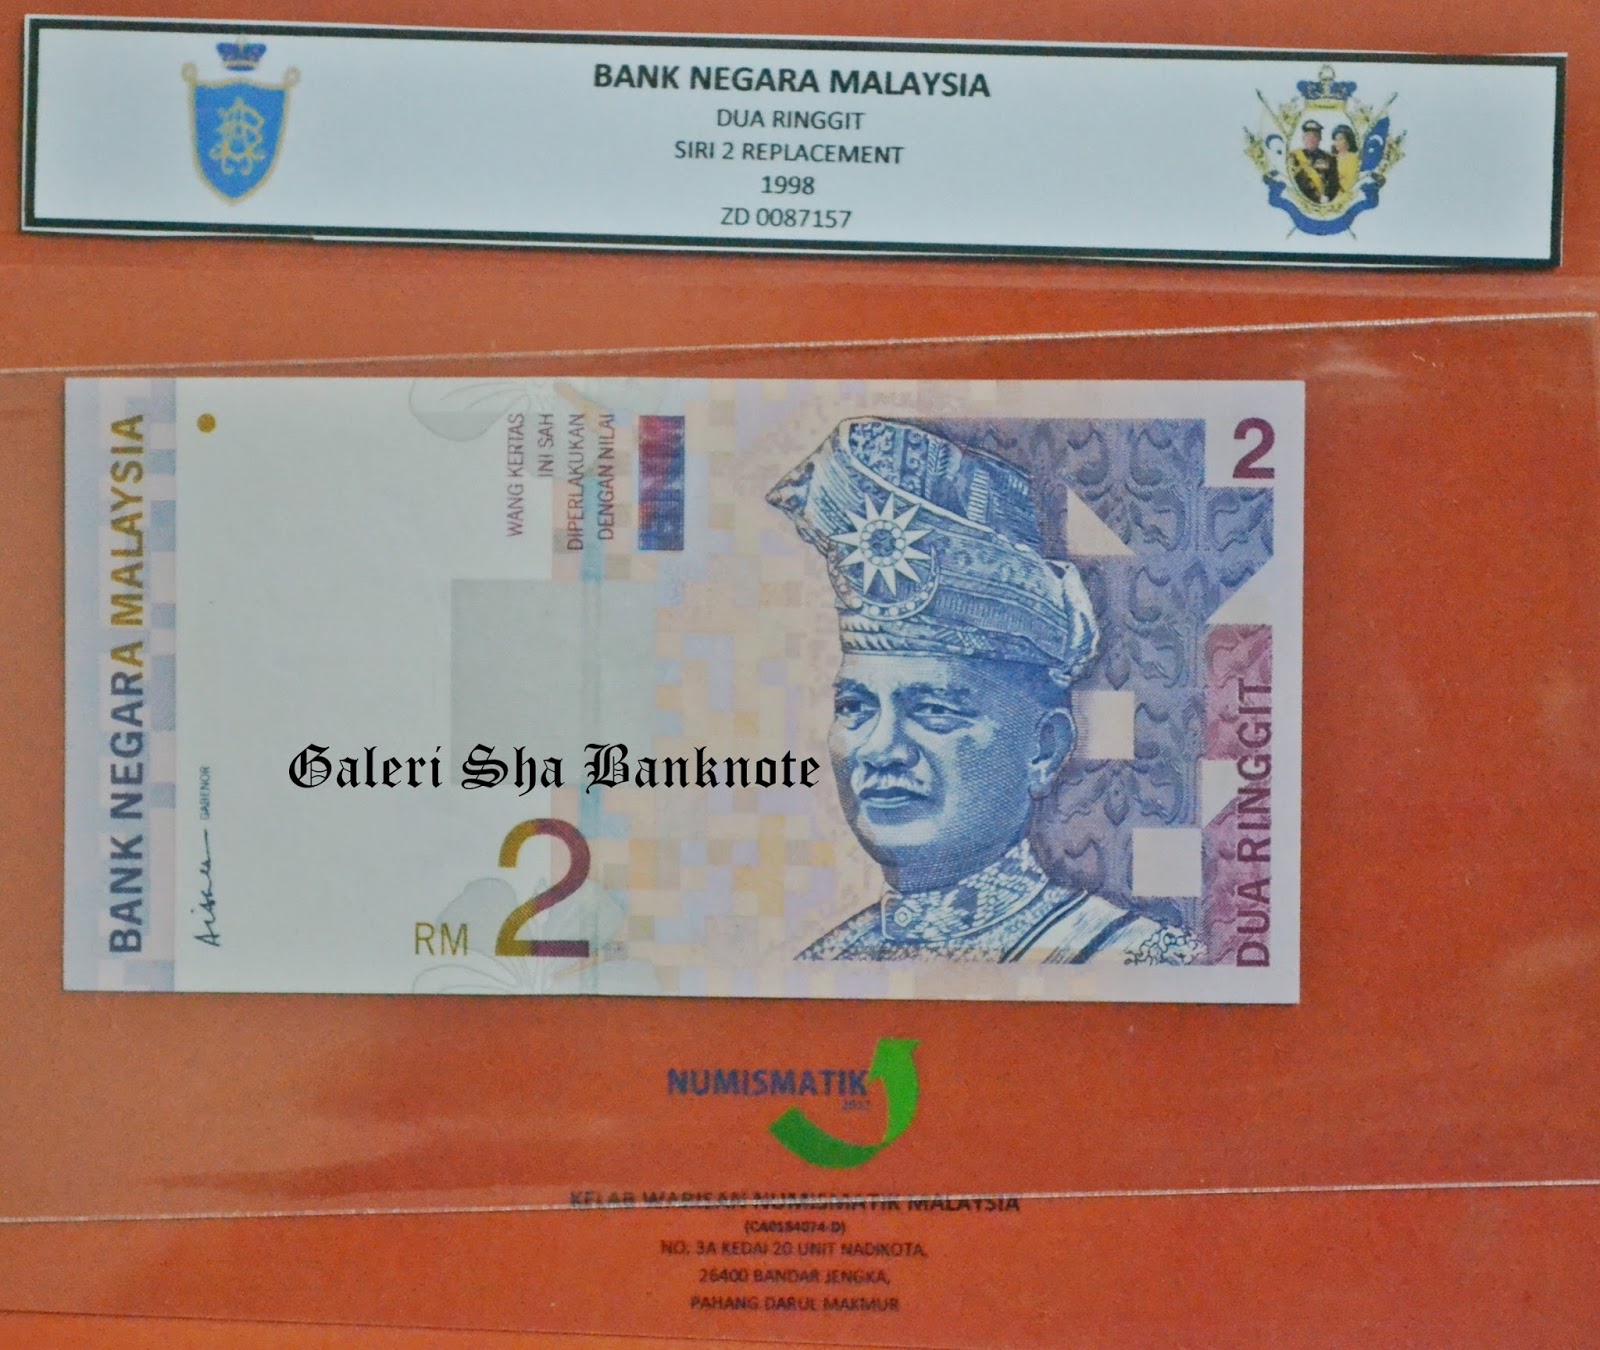 BANK NEGARA MALAYSIA
DUA RINGGIT
SIRI 2 REPLACEMENT
1998
ZD 0087157
BANK NEGARA MALAYSIA
WANG KERTAS
INI SAH
DIPERLAKUKAN
DENGAN NILAI
2
DUA RINGGIT
GABENOR
Galeri Sha Banknote
RM 2
NUMISMATIK
KELAB WARISAN NUMISMATIK MALAYSIA
(CA0184074-D)
NO. 3A KEDAI 20 UNIT NADIKOTA,
26400 BANDAR JENGKA,
PAHANG DARUL MAKMUR